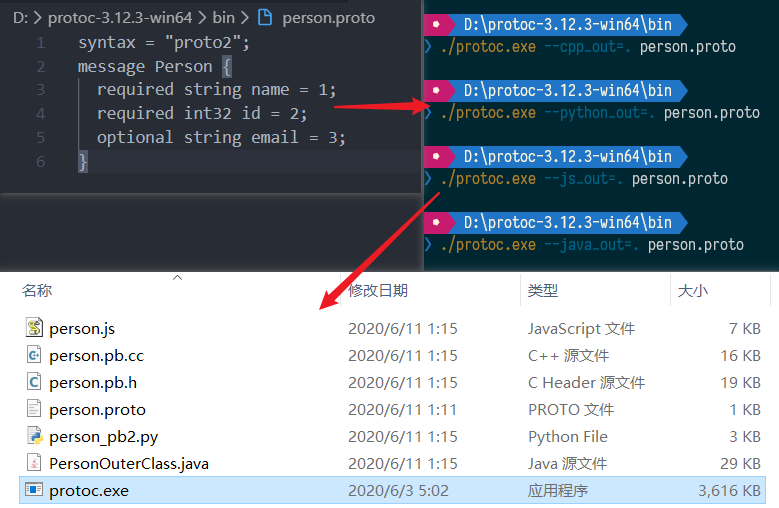 D: > protoc-3.12.3-win64 > bin > person.proto
1 syntax = "proto2";
2 message Person {
3 required string name = 1;
4 required int32 id = 2;
5 optional string email = 3;
6 }
D:\protoc-3.12.3-win64\bin
❯ ./protoc.exe --cpp_out=. person.proto
D:\protoc-3.12.3-win64\bin
❯ ./protoc.exe --python_out=. person.proto
D:\protoc-3.12.3-win64\bin
❯ ./protoc.exe --js_out=. person.proto
D:\protoc-3.12.3-win64\bin
❯ ./protoc.exe --java_out=. person.proto
名称 修改日期 类型 大小
person.js 2020/6/11 1:15 JavaScript 文件 7 KB
person.pb.cc 2020/6/11 1:15 C++ 源文件 16 KB
person.pb.h 2020/6/11 1:15 C Header 源文件 19 KB
person.proto 2020/6/11 1:11 PROTO 文件 1 KB
person_pb2.py 2020/6/11 1:15 Python File 3 KB
PersonOuterClass.java 2020/6/11 1:15 Java 源文件 29 KB
protoc.exe 2020/6/3 5:02 应用程序 3,616 KB